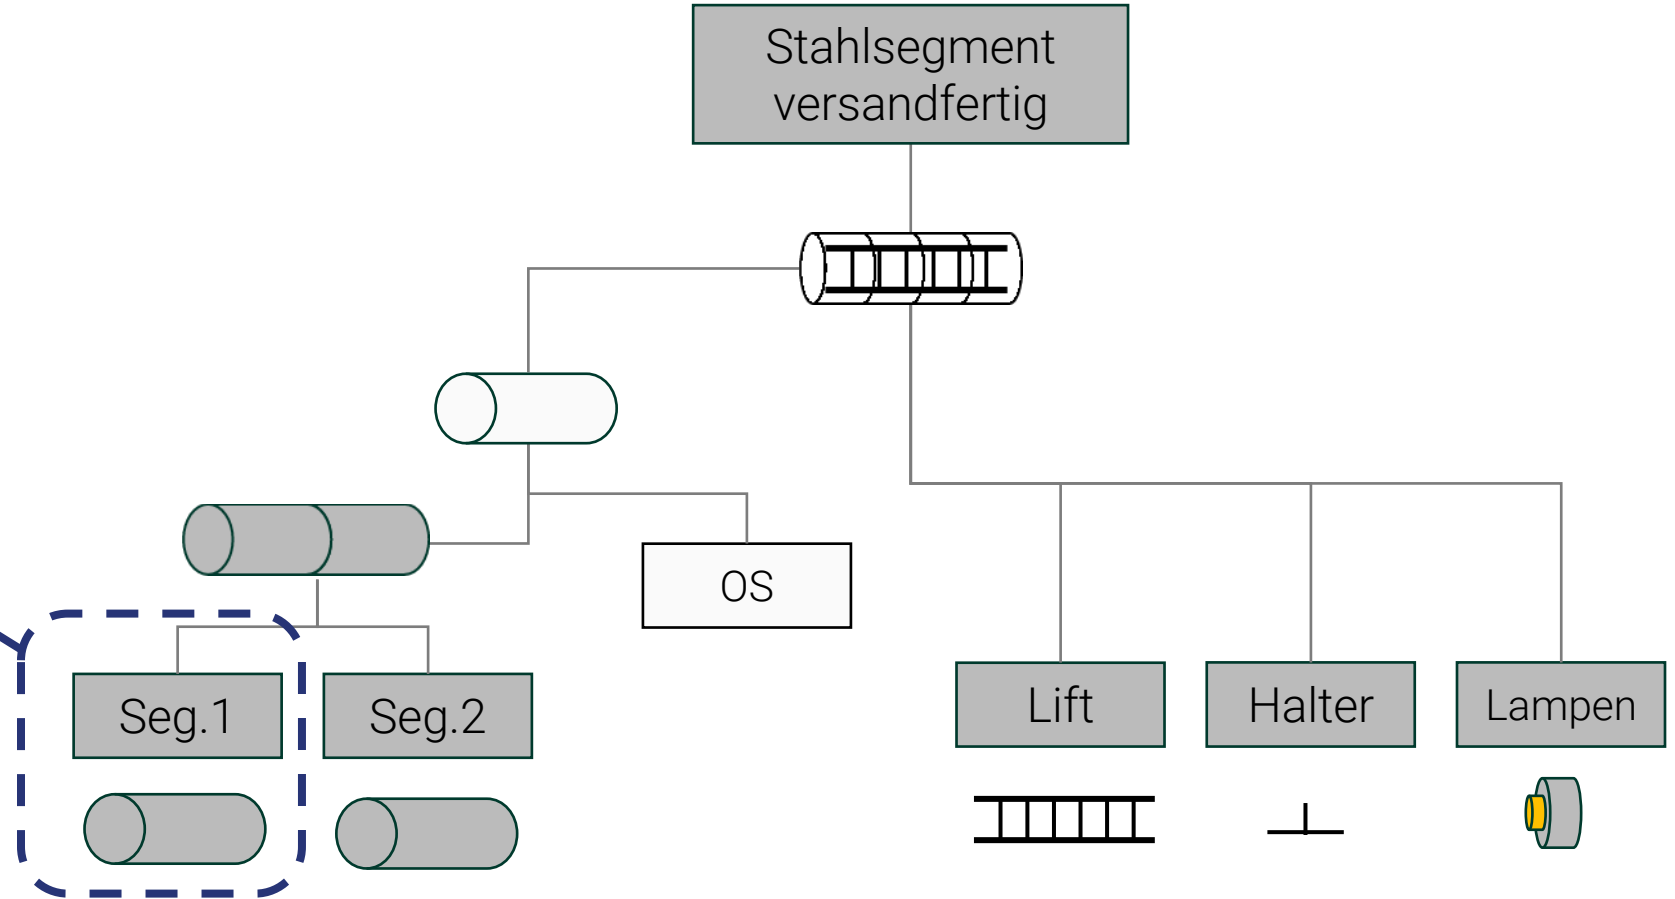 Stahlsegment
versandfertig
OS
Seg.1
Seg.2
Lift
Halter
Lampen